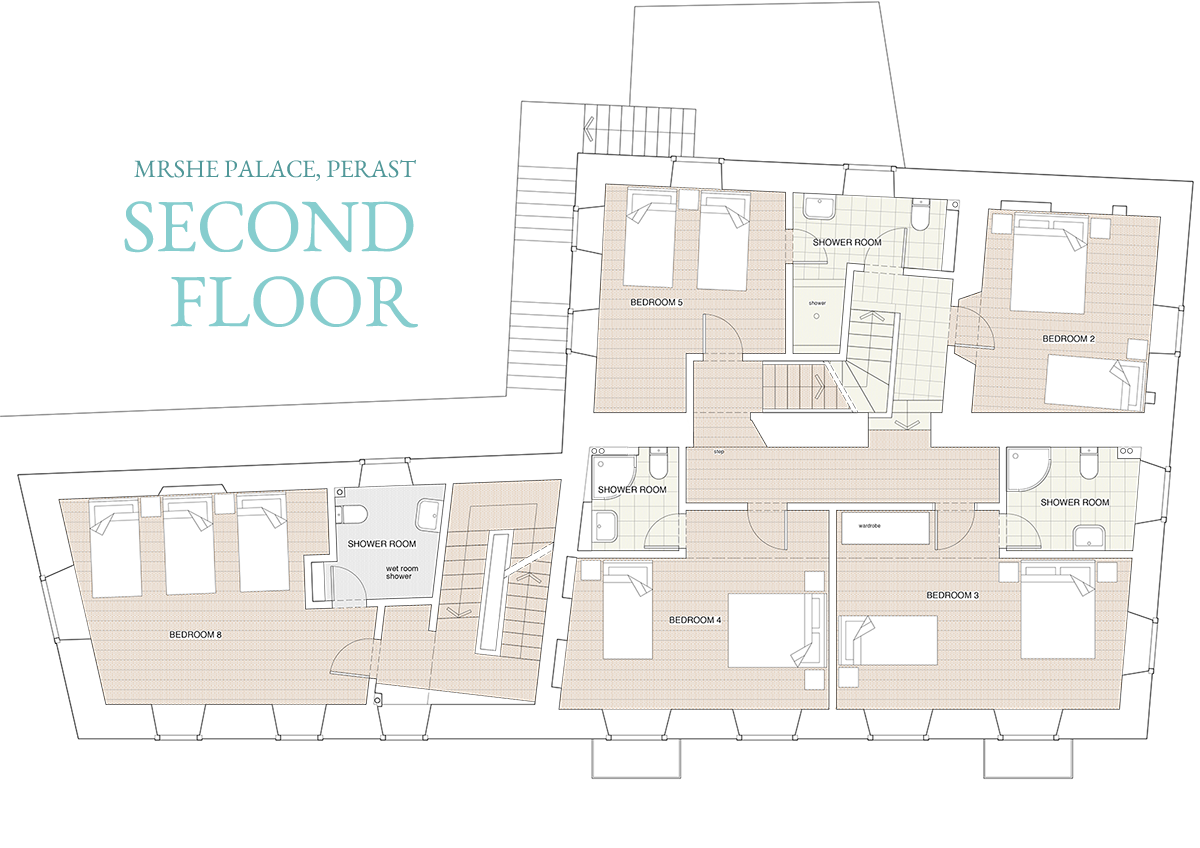 MRSHE PALACE, PERAST
SECOND
FLOOR
SHOWER ROOM
BEDROOM 5
shower
BEDROOM 2
step
SHOWER ROOM
SHOWER ROOM
wardrobe
SHOWER ROOM
wet room
shower
BEDROOM 3
BEDROOM 4
BEDROOM 8